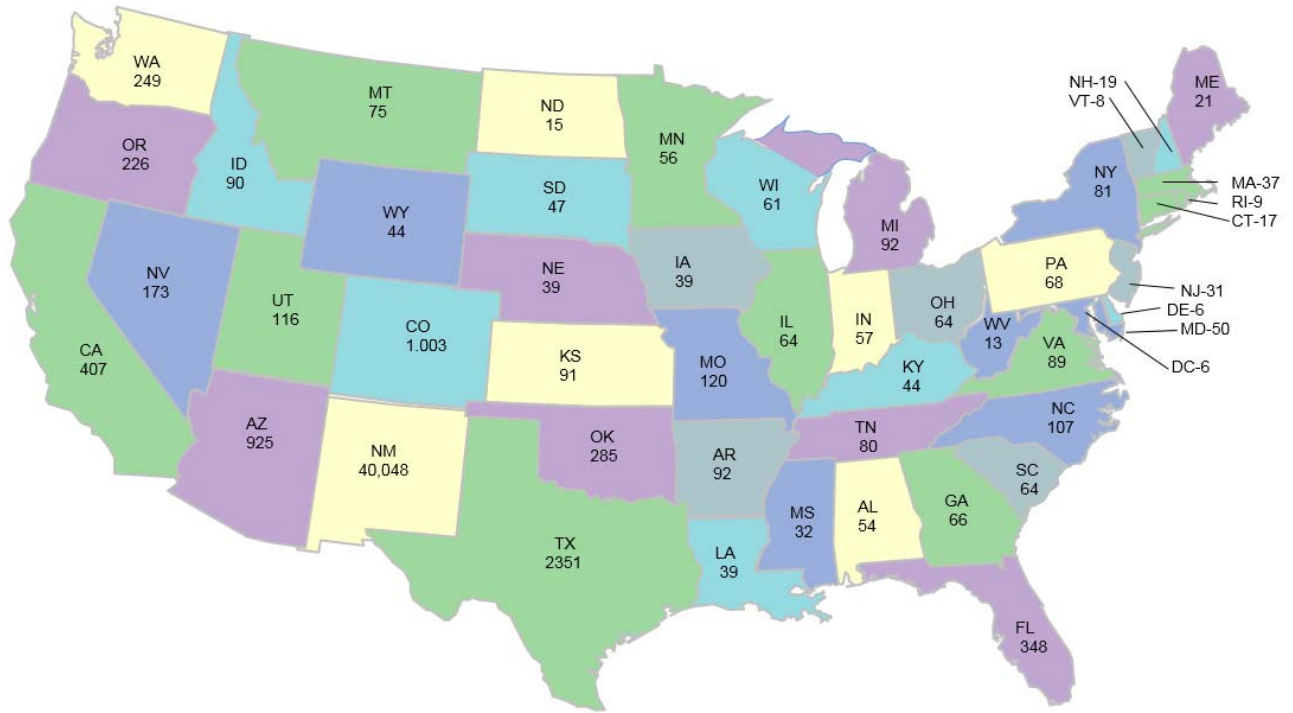 WA
249
OR
226
CA
407
NV
173
ID
90
MT
75
WY
44
UT
116
AZ
925
CO
1.003
NM
40,048
ND
15
SD
47
NE
39
KS
91
OK
285
TX
2351
MN
56
IA
39
MO
120
AR
92
LA
39
WI
61
IL
64
MI
92
IN
57
OH
64
KY
44
TN
80
MS
32
AL
54
GA
66
FL
348
SC
64
NC
107
VA
89
WV
13
PA
68
NY
81
ME
21
NH-19
VT-8
MA-37
RI-9
CT-17
NJ-31
DE-6
MD-50
DC-6